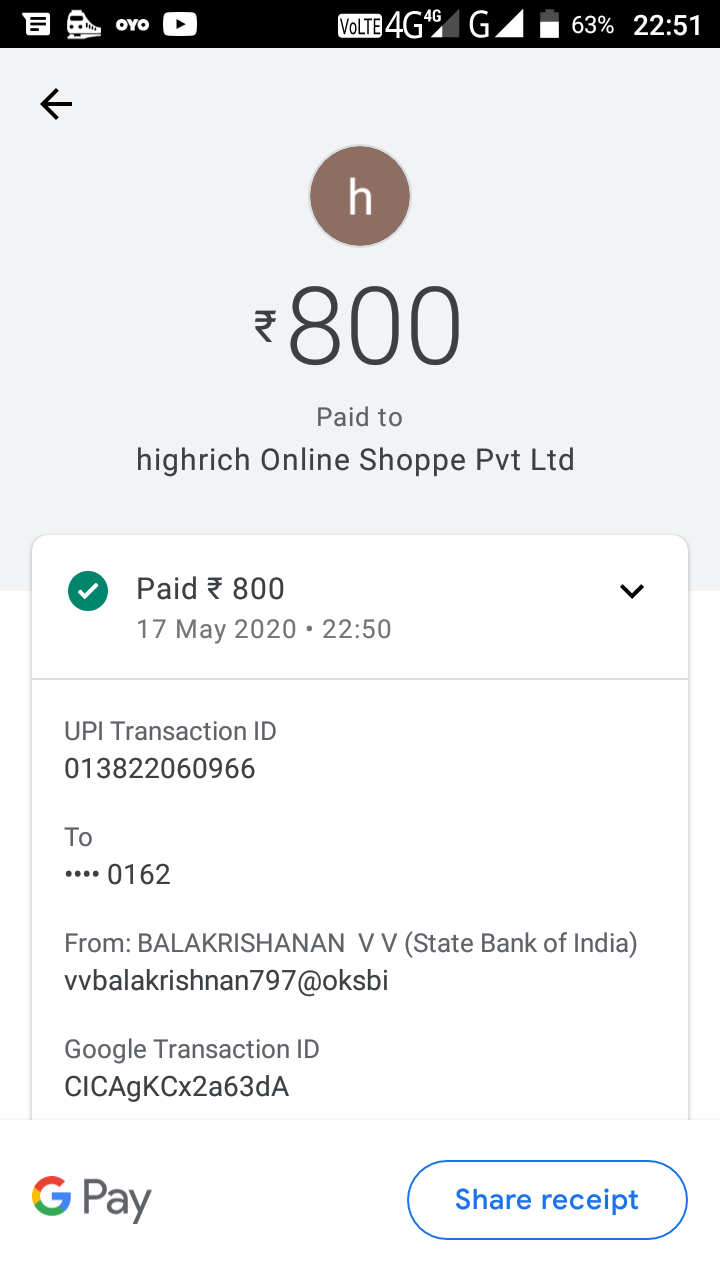 OYO VoLTE 4G 4G G 63% 22:51
h
₹800
Paid to
highrich Online Shoppe Pvt Ltd
Paid ₹ 800
17 May 2020 • 22:50
UPI Transaction ID
013822060966
To
•••• 0162
From: BALAKRISHANAN  V V (State Bank of India)
vvbalakrishnan797@oksbi
Google Transaction ID
CICAgKCx2a63dA
G Pay
Share receipt